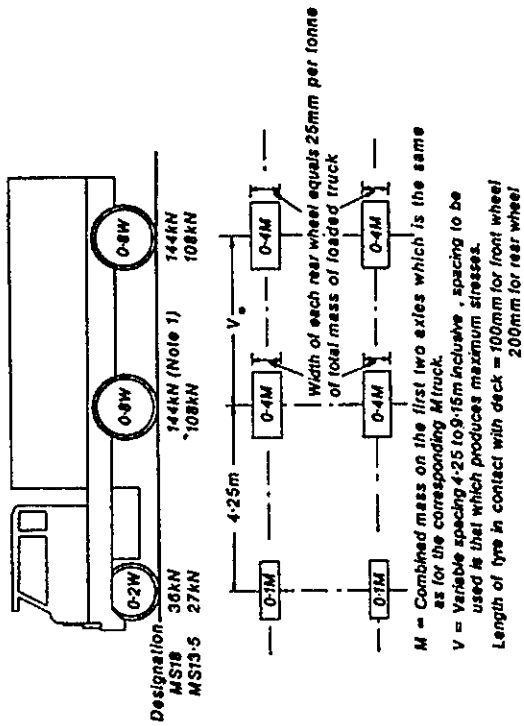 0·2W 0·8W 0·8W
Designation
MS18 36kN 144kN (Note 1) 144kN
MS13·5 27kN *108kN 108kN
4·25m V
0·1M 0·4M 0·4M
Width of each rear wheel equals 25mm per tonne
of total mass of loaded truck
0·1M 0·4M 0·4M
M = Combined mass on the first two axles which is the same
as for the corresponding M truck.
V = Variable spacing 4·25 to 9·15m inclusive, spacing to be
used is that which produces maximum stresses.
Length of tyre in contact with deck = 100mm for front wheel
200mm for rear wheel